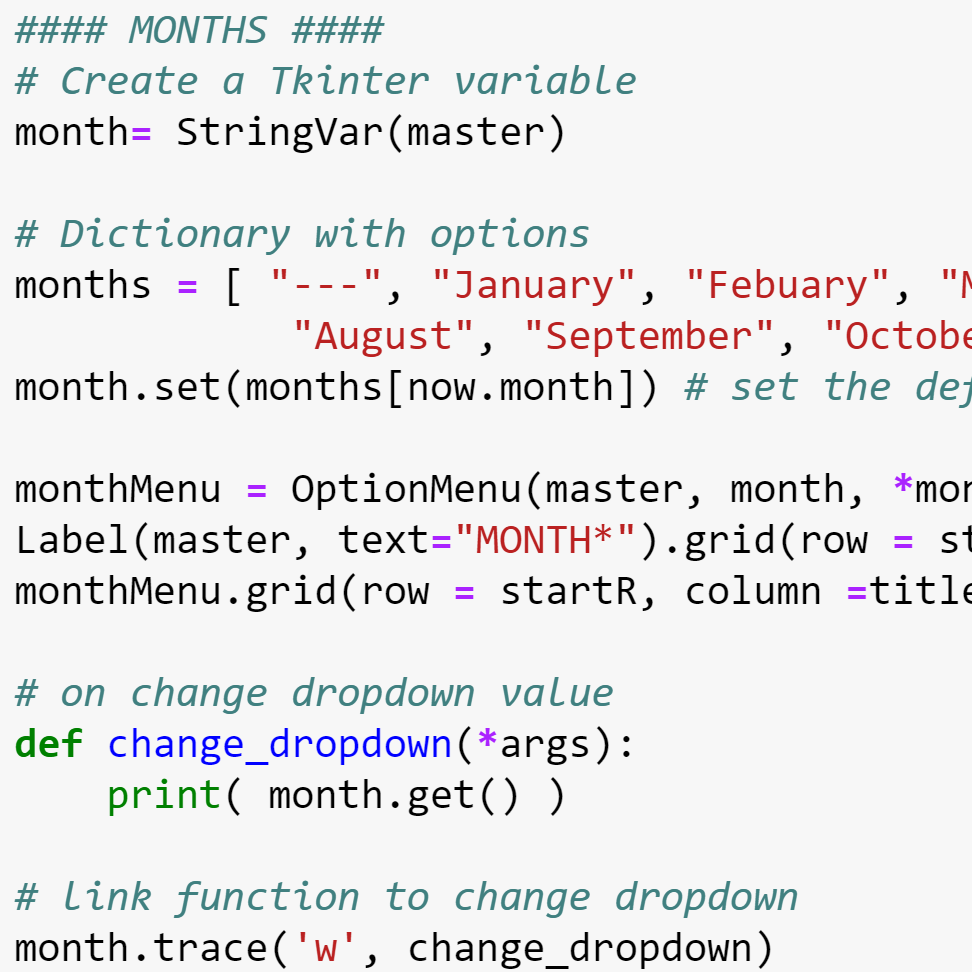 #### MONTHS ####
# Create a Tkinter variable
month= StringVar(master)
# Dictionary with options
months = [ "---", "January", "Febuary", "M
"August", "September", "Octobe
month.set(months[now.month]) # set the def
monthMenu = OptionMenu(master, month, *mon
Label(master, text="MONTH*").grid(row = st
monthMenu.grid(row = startR, column =title
# on change dropdown value
def change_dropdown(*args):
print( month.get() )
# link function to change dropdown
month.trace('w', change_dropdown)